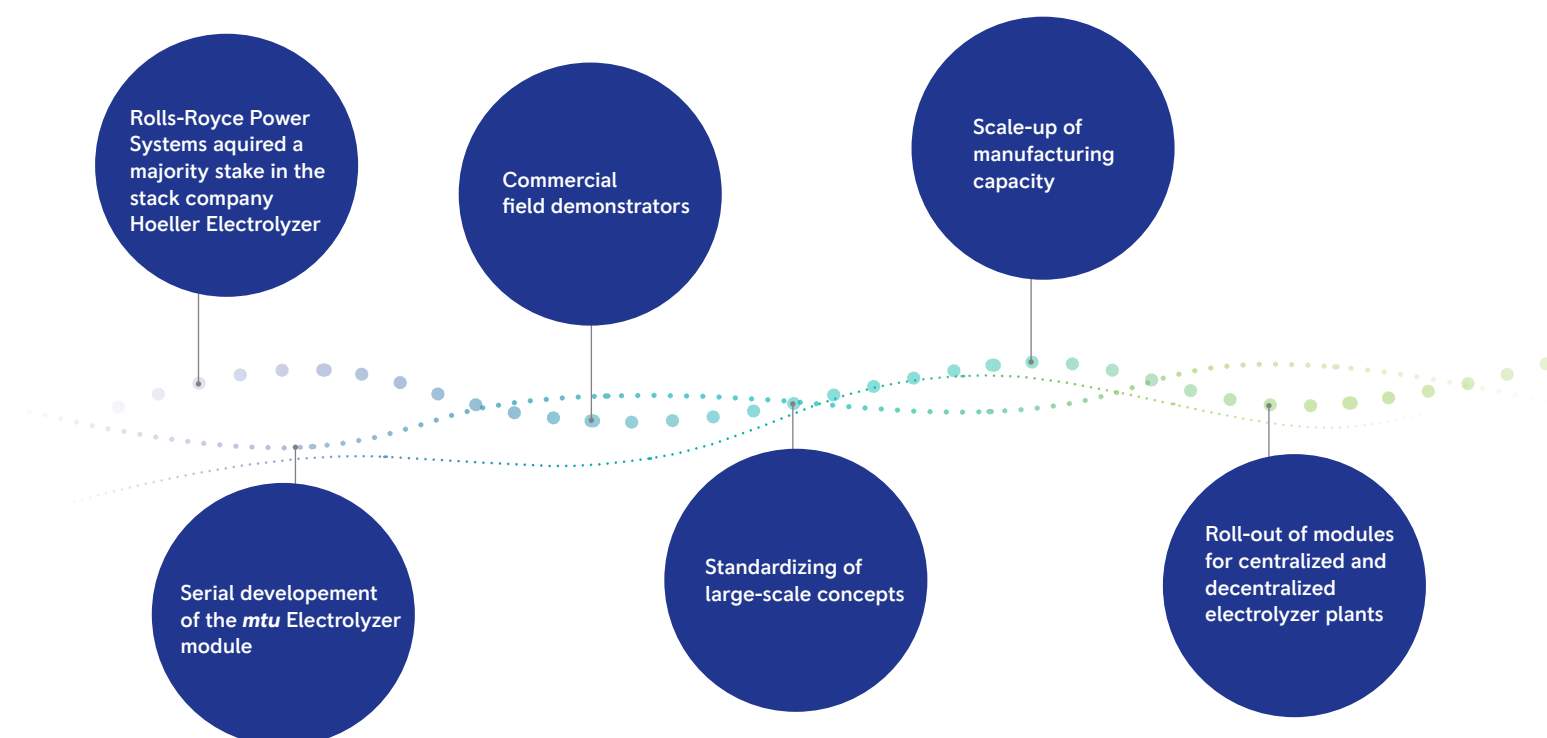 Rolls-Royce Power
Systems aquired a
majority stake in the
stack company
Hoeller Electrolyzer
Serial developement
of the mtu Electrolyzer
module
Commercial
field demonstrators
Standardizing of
large-scale concepts
Scale-up of
manufacturing
capacity
Roll-out of modules
for centralized and
decentralized
electrolyzer plants